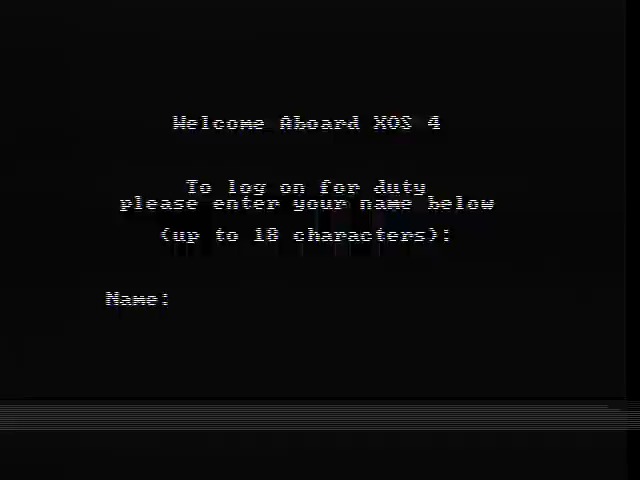 Welcome Aboard XOS 4
To log on for duty
please enter your name below
(up to 18 characters):
Name: